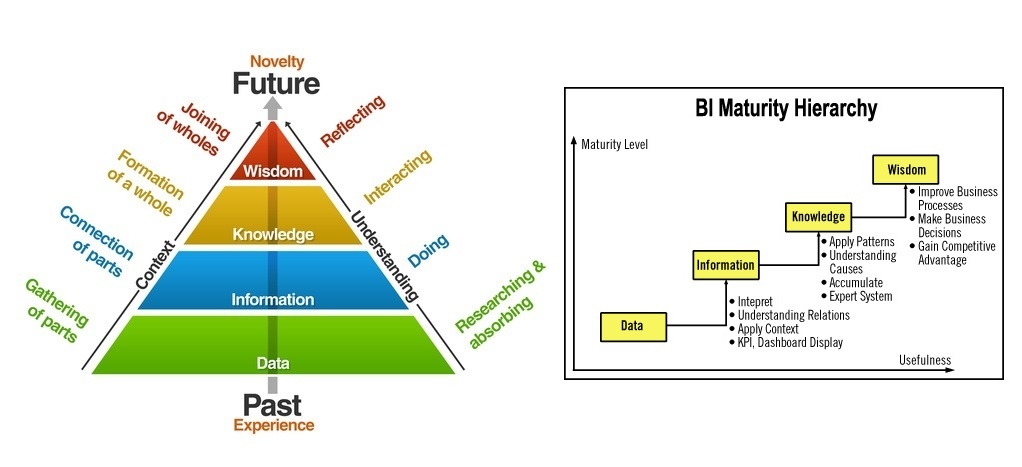 Novelty
Future
Joining
of wholes
Reflecting
Wisdom
Formation
of a whole
Interacting
Knowledge
Connection
of parts
Context
Understanding
Doing
Information
Gathering
of parts
Researching &
absorbing
Data
Past
Experience
BI Maturity Hierarchy
Maturity Level
Wisdom
• Improve Business
Processes
• Make Business
Decisions
• Gain Competitive
Advantage
Knowledge
• Apply Patterns
• Understanding
Causes
• Accumulate
• Expert System
Information
• Intepret
• Understanding Relations
• Apply Context
• KPI, Dashboard Display
Data
Usefulness